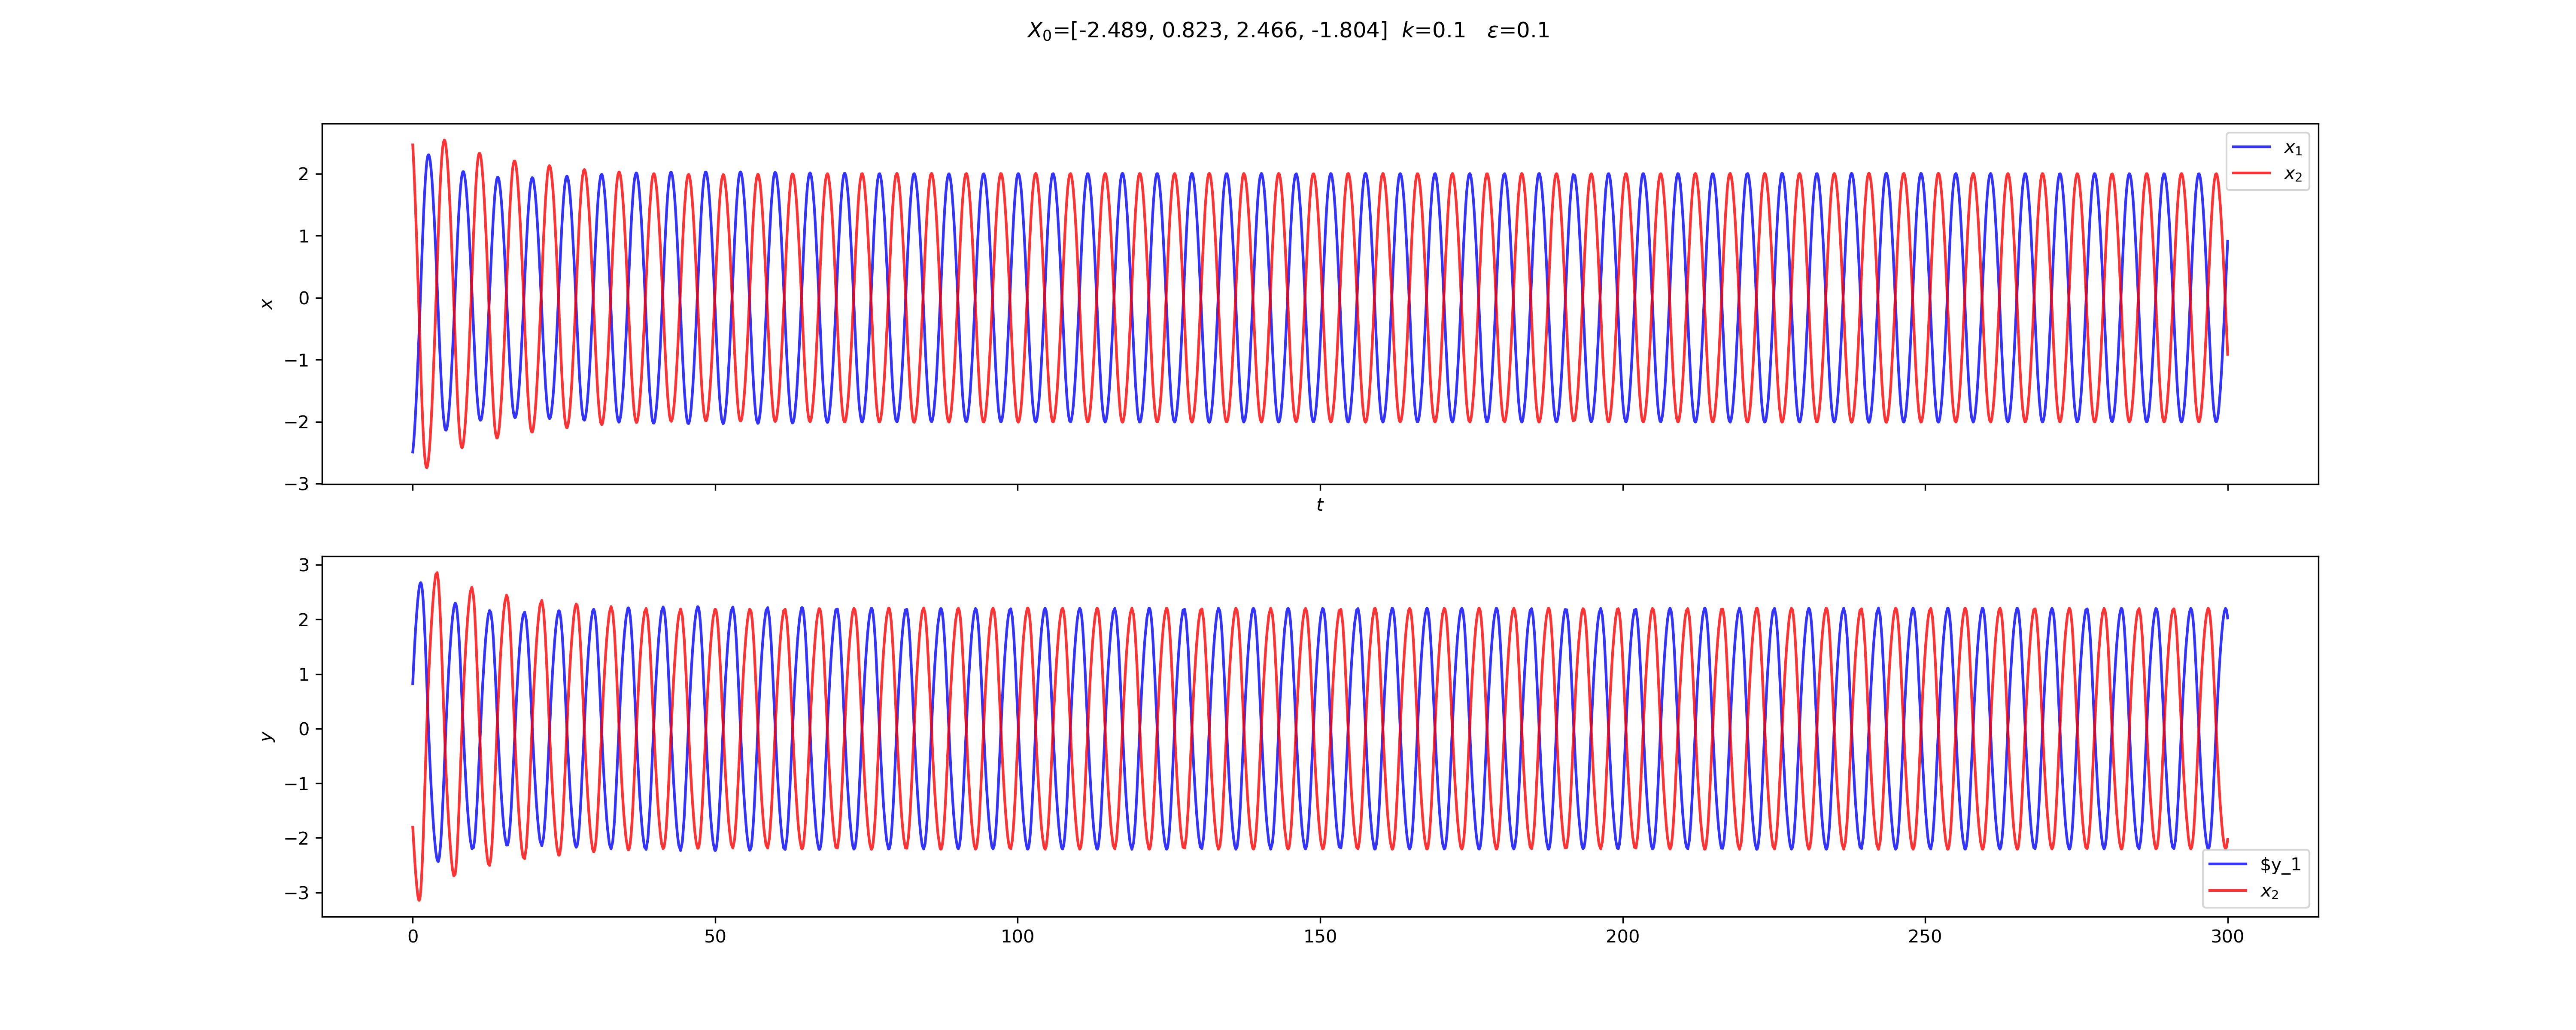 X₀=[-2.489, 0.823, 2.466, -1.804] k=0.1 ε=0.1
x₁
x₂
2
1
0
−1
−2
−3
x
t
3
2
1
0
−1
−2
−3
y
$y_1
x₂
0 50 100 150 200 250 300